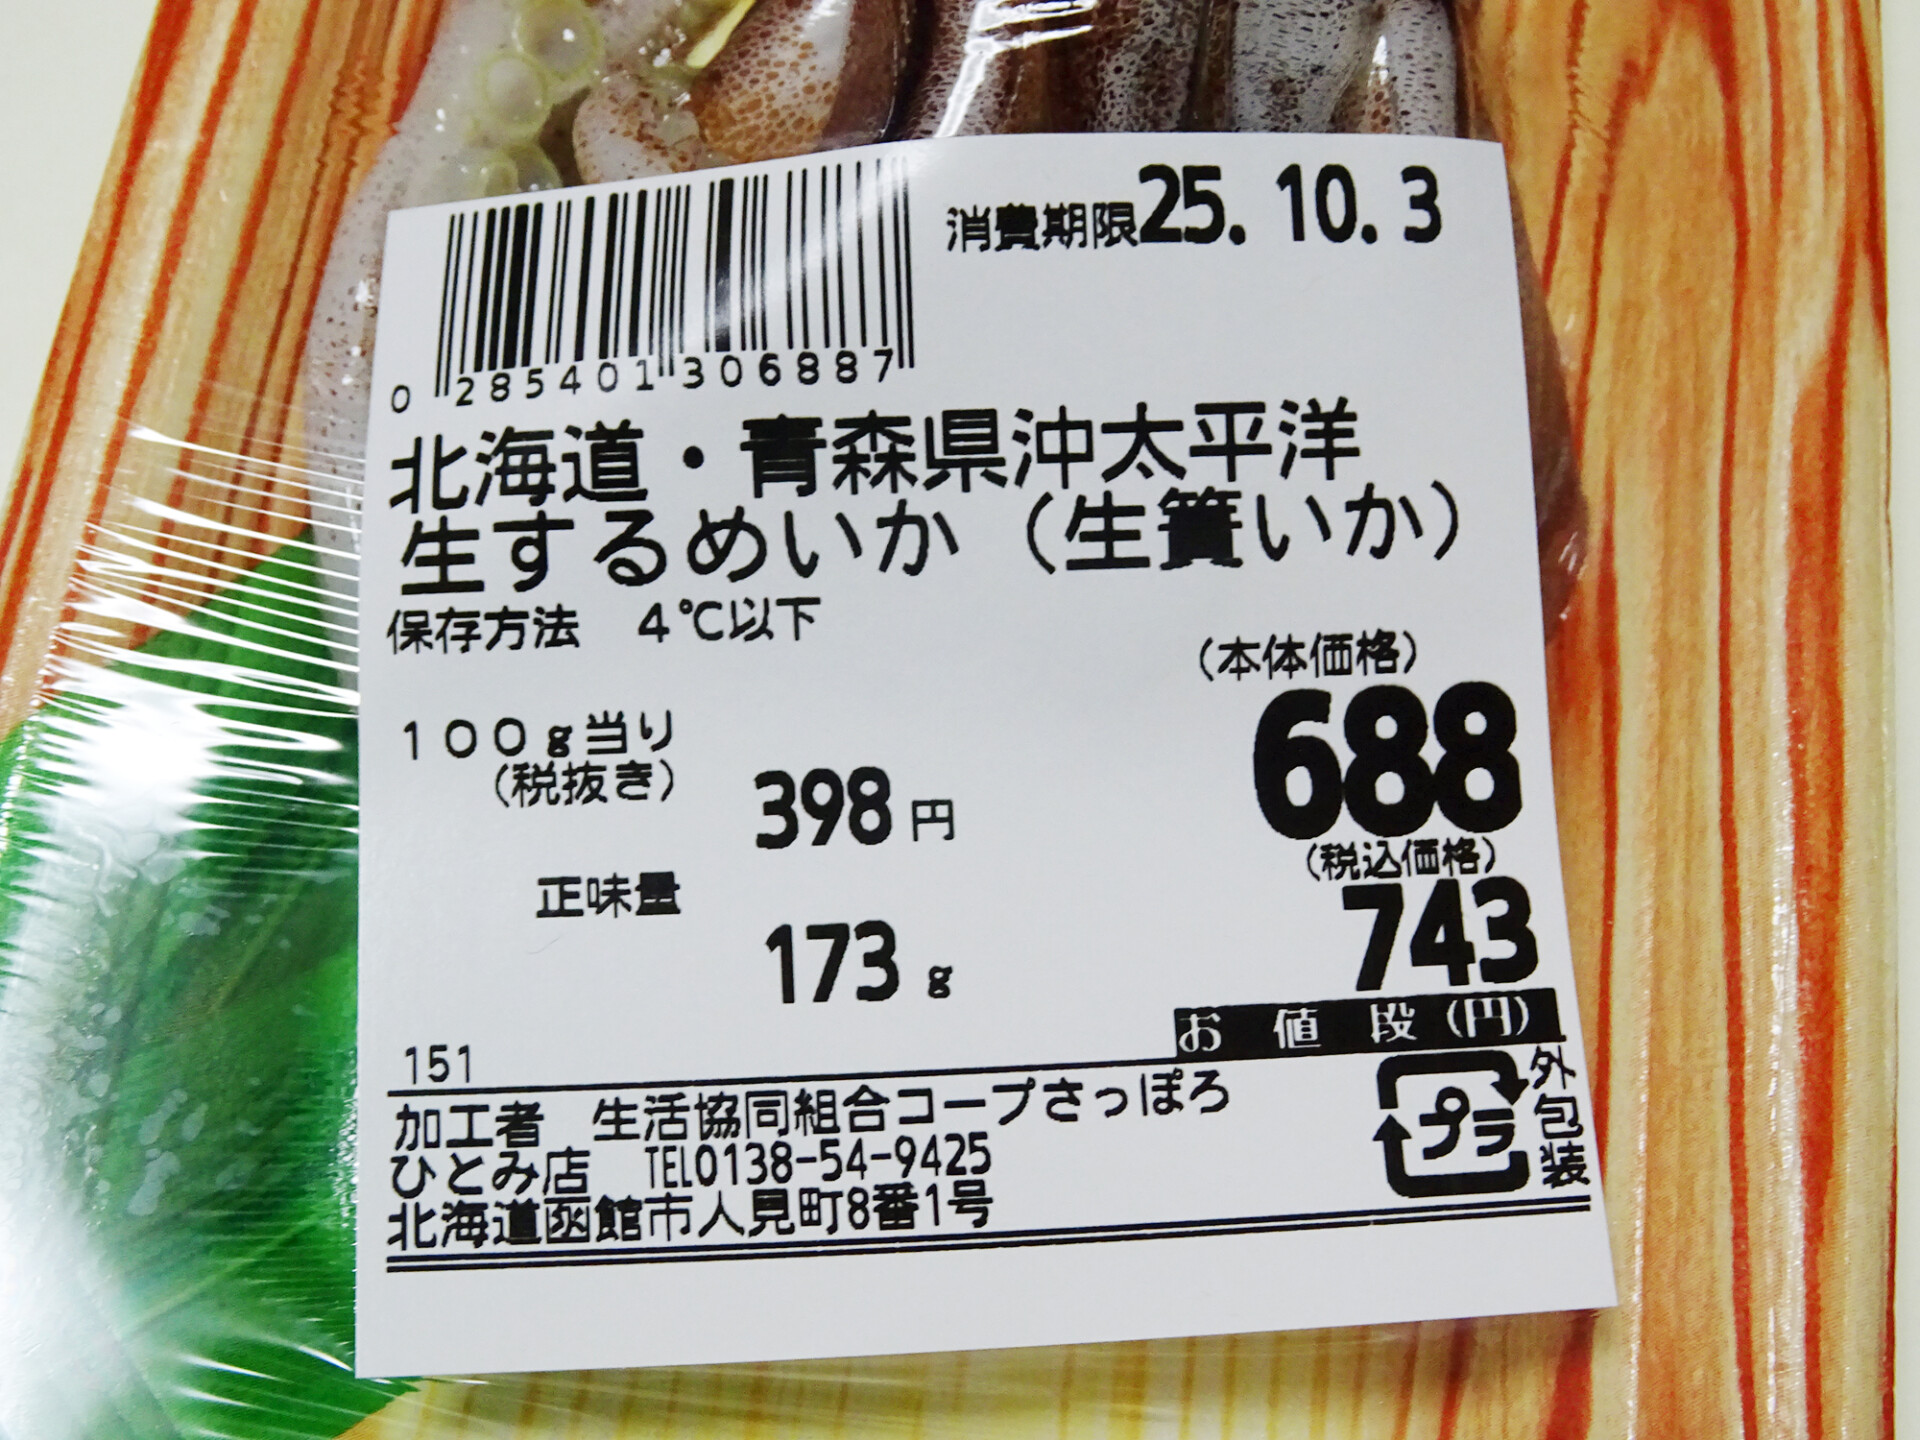 消費期限25.10.3
0 285401 306887
北海道・青森県沖太平洋
生するめいか（生簀いか）
保存方法　4℃以下
（本体価格）
100g当り
（税抜き） 398円
688
（税込価格）
743
正味量
173g
お値段（円）
151
加工者　生活協同組合コープさっぽろ
ひとみ店　TEL0138-54-9425
北海道函館市人見町8番1号
プラ
外包装